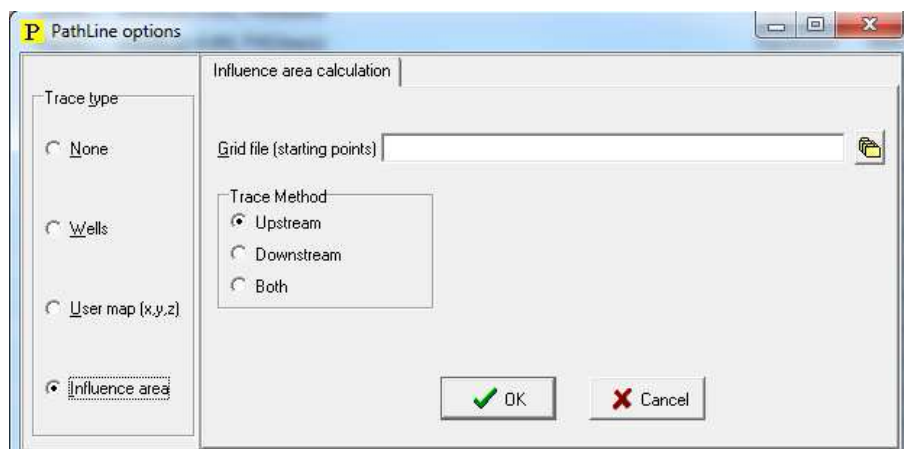 P PathLine options
Influence area calculation
Trace type
None
Wells
User map (x,y,z)
Influence area
Grid file (starting points)
Trace Method
Upstream
Downstream
Both
OK
Cancel